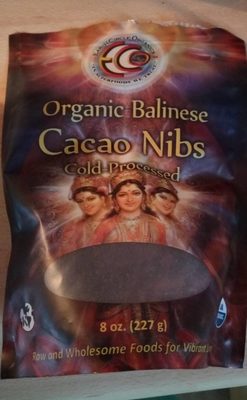 Organic Balinese
Cacao Nibs
Cold-Processed
8 oz. (227 g)
Raw and Wholesome Foods for Vibrant